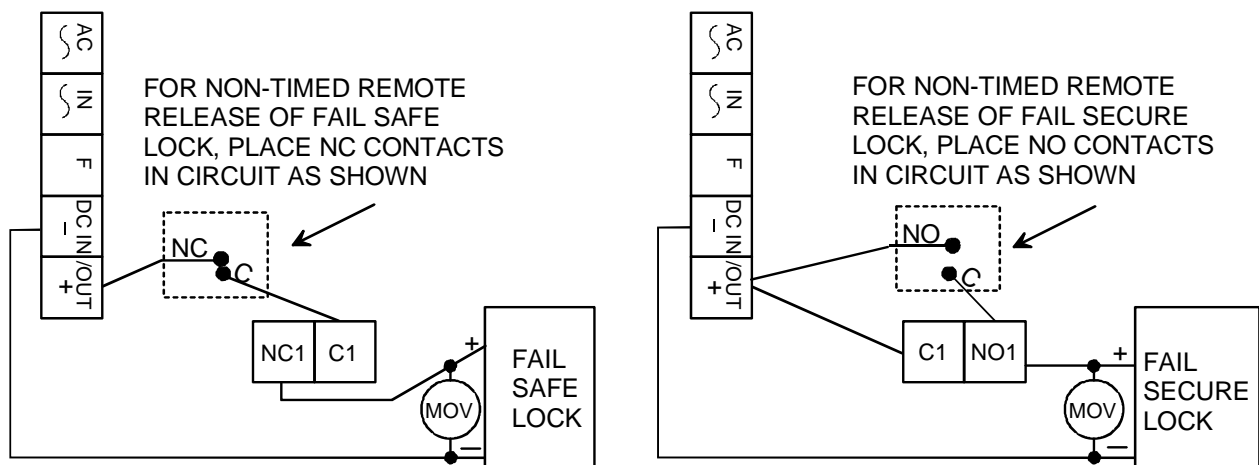 AC
IN
F
DC IN /OUT
–
+
FOR NON-TIMED REMOTE
RELEASE OF FAIL SAFE
LOCK, PLACE NC CONTACTS
IN CIRCUIT AS SHOWN
NC
C
NC1
C1
+
MOV
–
FAIL
SAFE
LOCK
AC
IN
F
DC IN /OUT
–
+
FOR NON-TIMED REMOTE
RELEASE OF FAIL SECURE
LOCK, PLACE NO CONTACTS
IN CIRCUIT AS SHOWN
NO
C
C1
NO1
+
MOV
–
FAIL
SECURE
LOCK